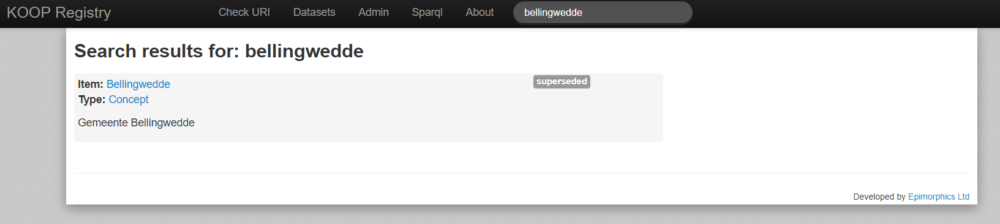 KOOP Registry Check URI Datasets Admin Sparql About bellingwedde
Search results for: bellingwedde
Item: Bellingwedde superseded
Type: Concept
Gemeente Bellingwedde
Developed by Epimorphics Ltd